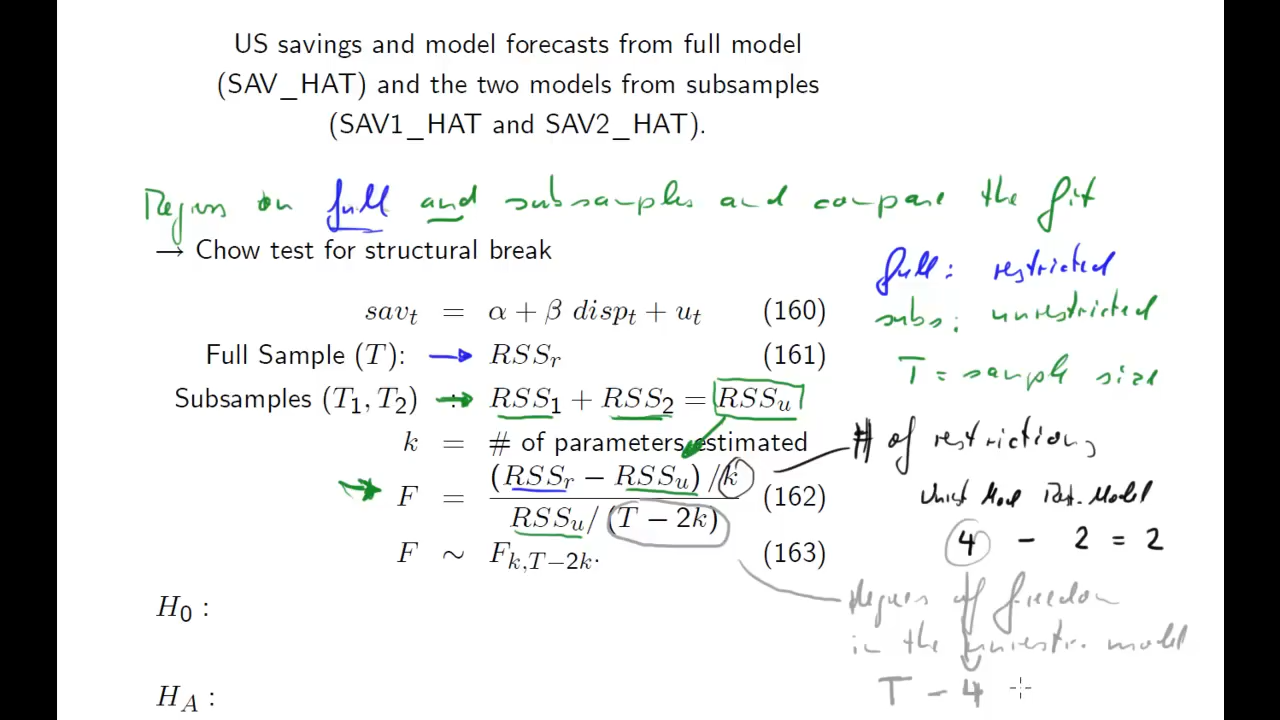 US savings and model forecasts from full model
(SAV_HAT) and the two models from subsamples
(SAV1_HAT and SAV2_HAT).
Regress on full and subsamples and compare the fit
→ Chow test for structural break
full: restricted
sav_t = α + β disp_t + u_t (160)
subs: unrestricted
Full Sample (T): → RSS_r (161)
T = sample size
Subsamples (T_1, T_2) → : RSS_1 + RSS_2 = RSS_u
k = # of parameters estimated
# of restrictions
F = (RSS_r − RSS_u) /k / RSS_u/ (T − 2k) (162)
Unrest. Mod Rest. Model
4 - 2 = 2
F ∼ F_{k,T−2k}. (163)
degrees of freedom
H_0 :
in the unrestr. model
H_A :
T - 4